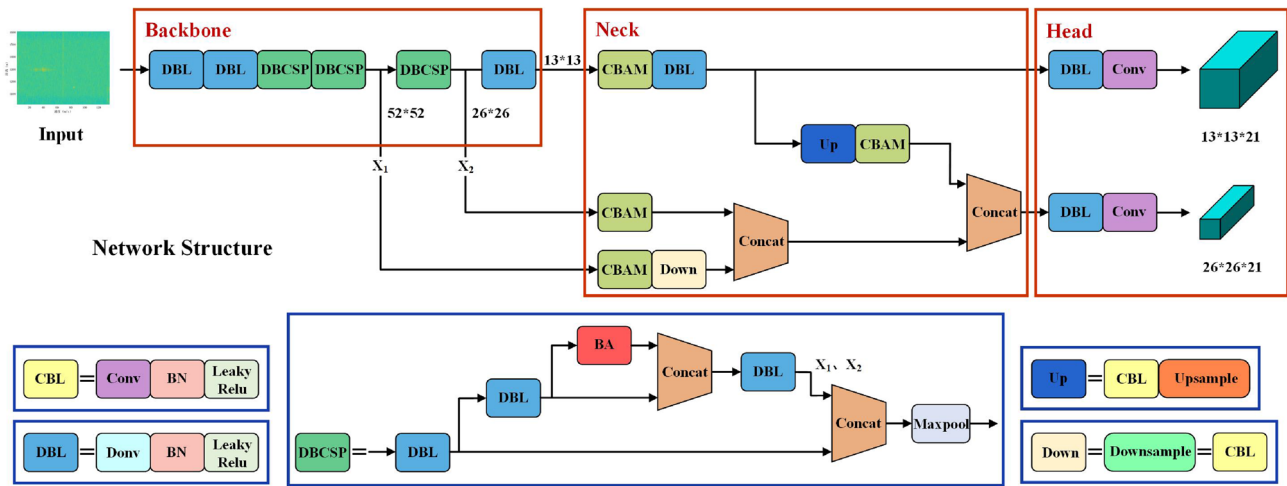 Backbone
Neck
Head
DBL DBL DBCSP DBCSP DBCSP DBL 13*13
CBAM DBL
DBL Conv
Input
52*52 26*26
13*13*21
Up CBAM
X1 X2
CBAM
Concat
Concat
DBL Conv
Network Structure
CBAM Down
26*26*21
CBL = Conv BN Leaky Relu
DBL = Donv BN Leaky Relu
BA
Concat
DBL
DBL
X1、X2
Concat
Maxpool
DBCSP = DBL
Up = CBL Upsample
Down = Downsample = CBL